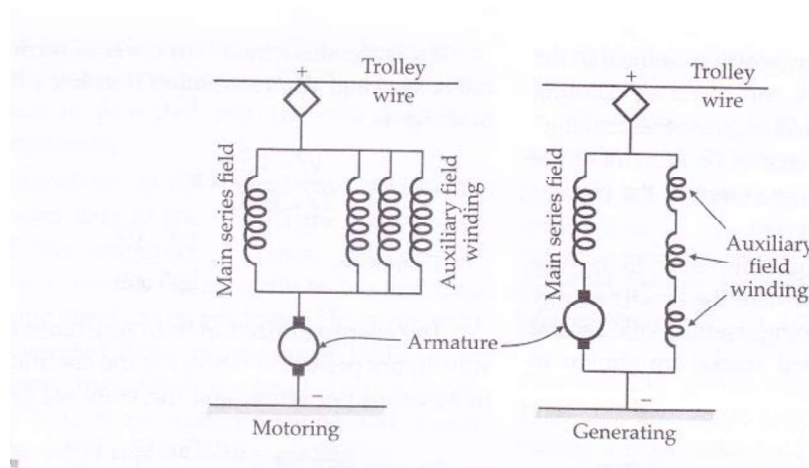 +
Trolley
wire
Main series field
Auxiliary field
winding
Armature
−
Motoring
+
Trolley
wire
Main series field
Auxiliary
field
winding
−
Generating